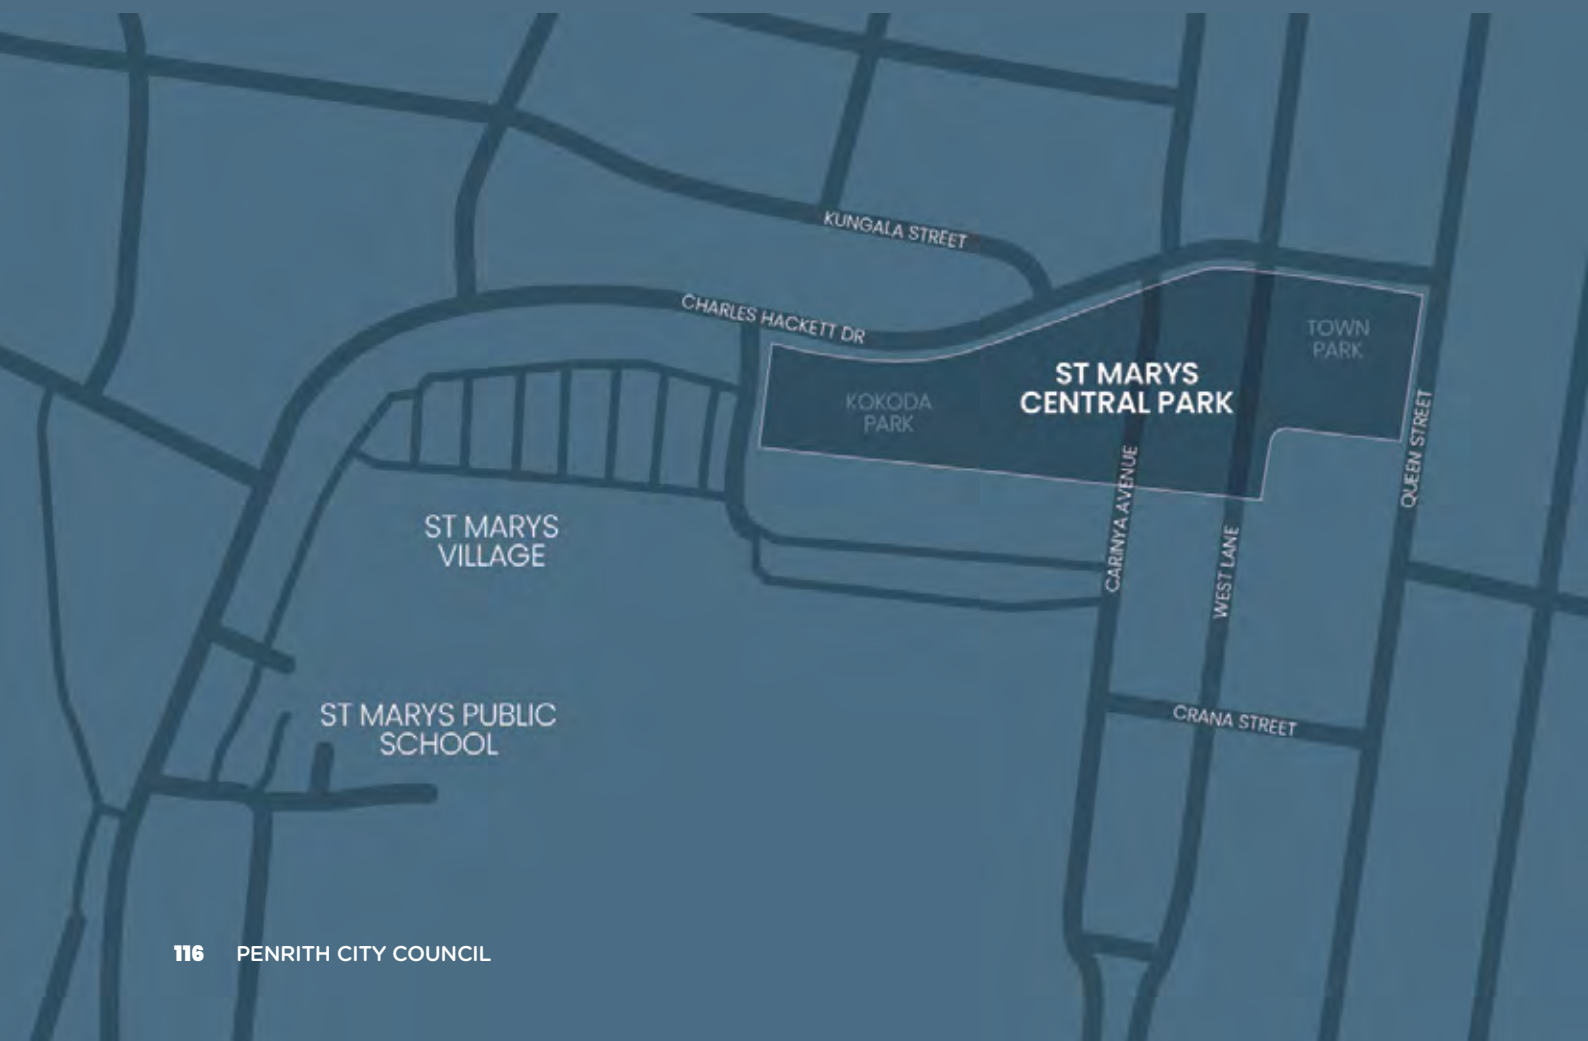 KUNGALA STREET
CHARLES HACKETT DR
TOWN
PARK
ST MARYS
CENTRAL PARK
KOKODA
PARK
QUEEN STREET
CARINYA AVENUE
WEST LANE
ST MARYS
VILLAGE
ST MARYS PUBLIC
SCHOOL
CRANA STREET
116 PENRITH CITY COUNCIL